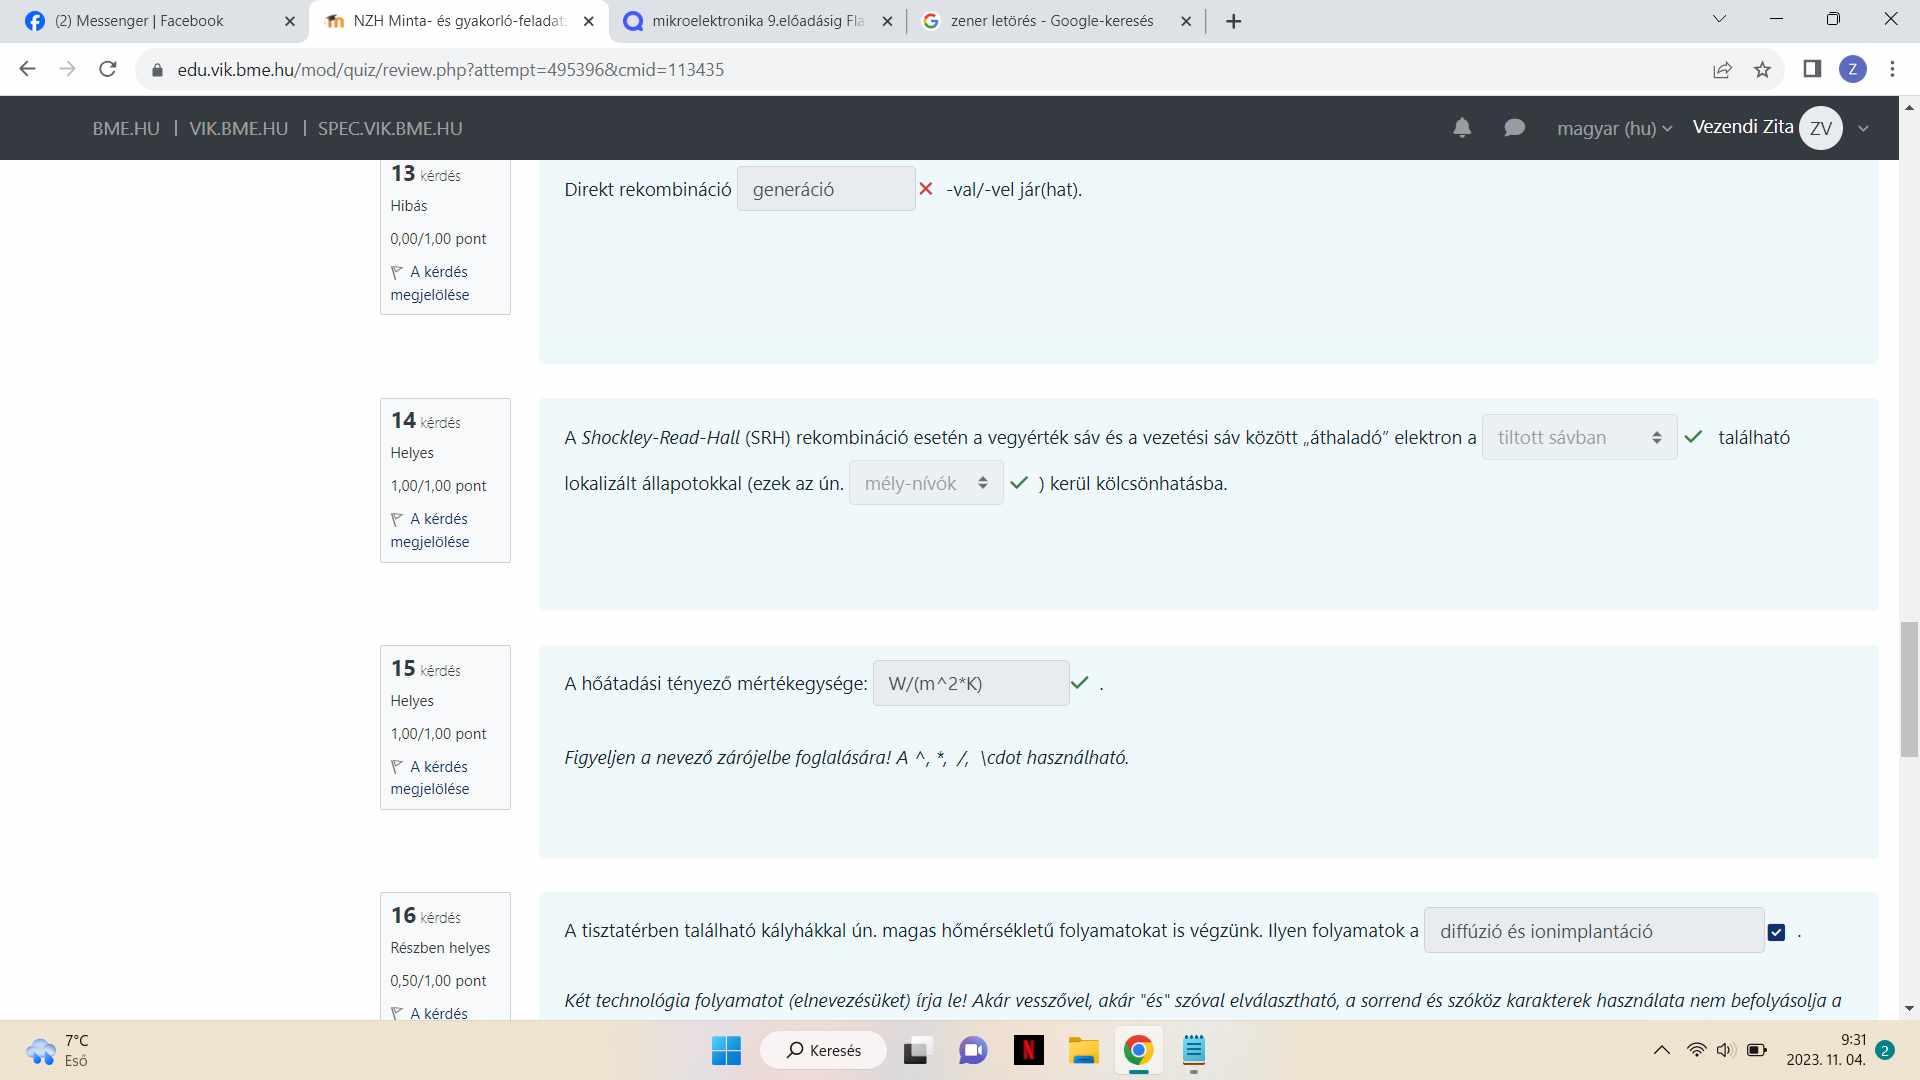 (2) Messenger | Facebook
NZH Minta- és gyakorló-feladat
mikroelektronika 9.előadásig Fla
zener letörés - Google-keresés
edu.vik.bme.hu/mod/quiz/review.php?attempt=495396&cmid=113435
Z
BME.HU | VIK.BME.HU | SPEC.VIK.BME.HU
magyar (hu)
Vezendi Zita
ZV
13 kérdés
Hibás
0,00/1,00 pont
A kérdés
megjelölése
Direkt rekombináció generáció -val/-vel jár(hat).
14 kérdés
Helyes
1,00/1,00 pont
A kérdés
megjelölése
A Shockley-Read-Hall (SRH) rekombináció esetén a vegyérték sáv és a vezetési sáv között „áthaladó” elektron a tiltott sávban található
lokalizált állapotokkal (ezek az ún. mély-nívók ) kerül kölcsönhatásba.
15 kérdés
Helyes
1,00/1,00 pont
A kérdés
megjelölése
A hőátadási tényező mértékegysége: W/(m^2*K) .
Figyeljen a nevező zárójelbe foglalására! A ^, *, /, \cdot használható.
16 kérdés
Részben helyes
0,50/1,00 pont
A kérdés
A tisztatérben található kályhákkal ún. magas hőmérsékletű folyamatokat is végzünk. Ilyen folyamatok a diffúzió és ionimplantáció .
Két technológia folyamatot (elnevezésüket) írja le! Akár vesszővel, akár "és" szóval elválasztható, a sorrend és szóköz karakterek használata nem befolyásolja a
7°C
Eső
Keresés
N
9:31
2023. 11. 04.
2